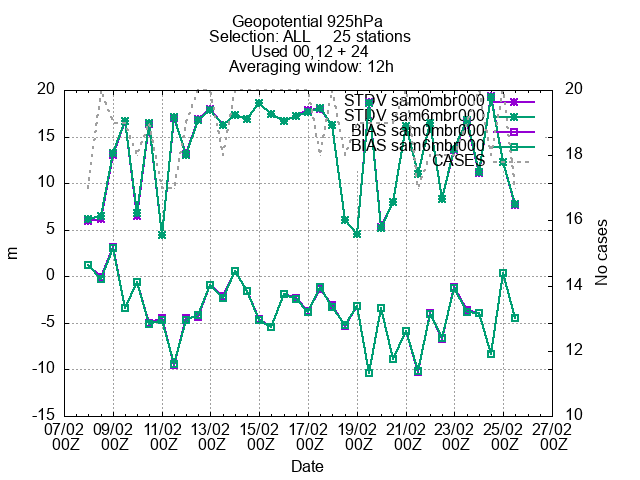 Geopotential 925hPa
Selection: ALL     25 stations
Used 00,12 + 24
Averaging window: 12h
STDV sam0mbr000
STDV sam6mbr000
BIAS sam0mbr000
BIAS sam6mbr000
CASES
20
15
10
5
0
-5
-10
-15
m
20
18
16
14
12
10
No cases
07/02 09/02 11/02 13/02 15/02 17/02 19/02 21/02 23/02 25/02 27/02
00Z 00Z 00Z 00Z 00Z 00Z 00Z 00Z 00Z 00Z 00Z
Date